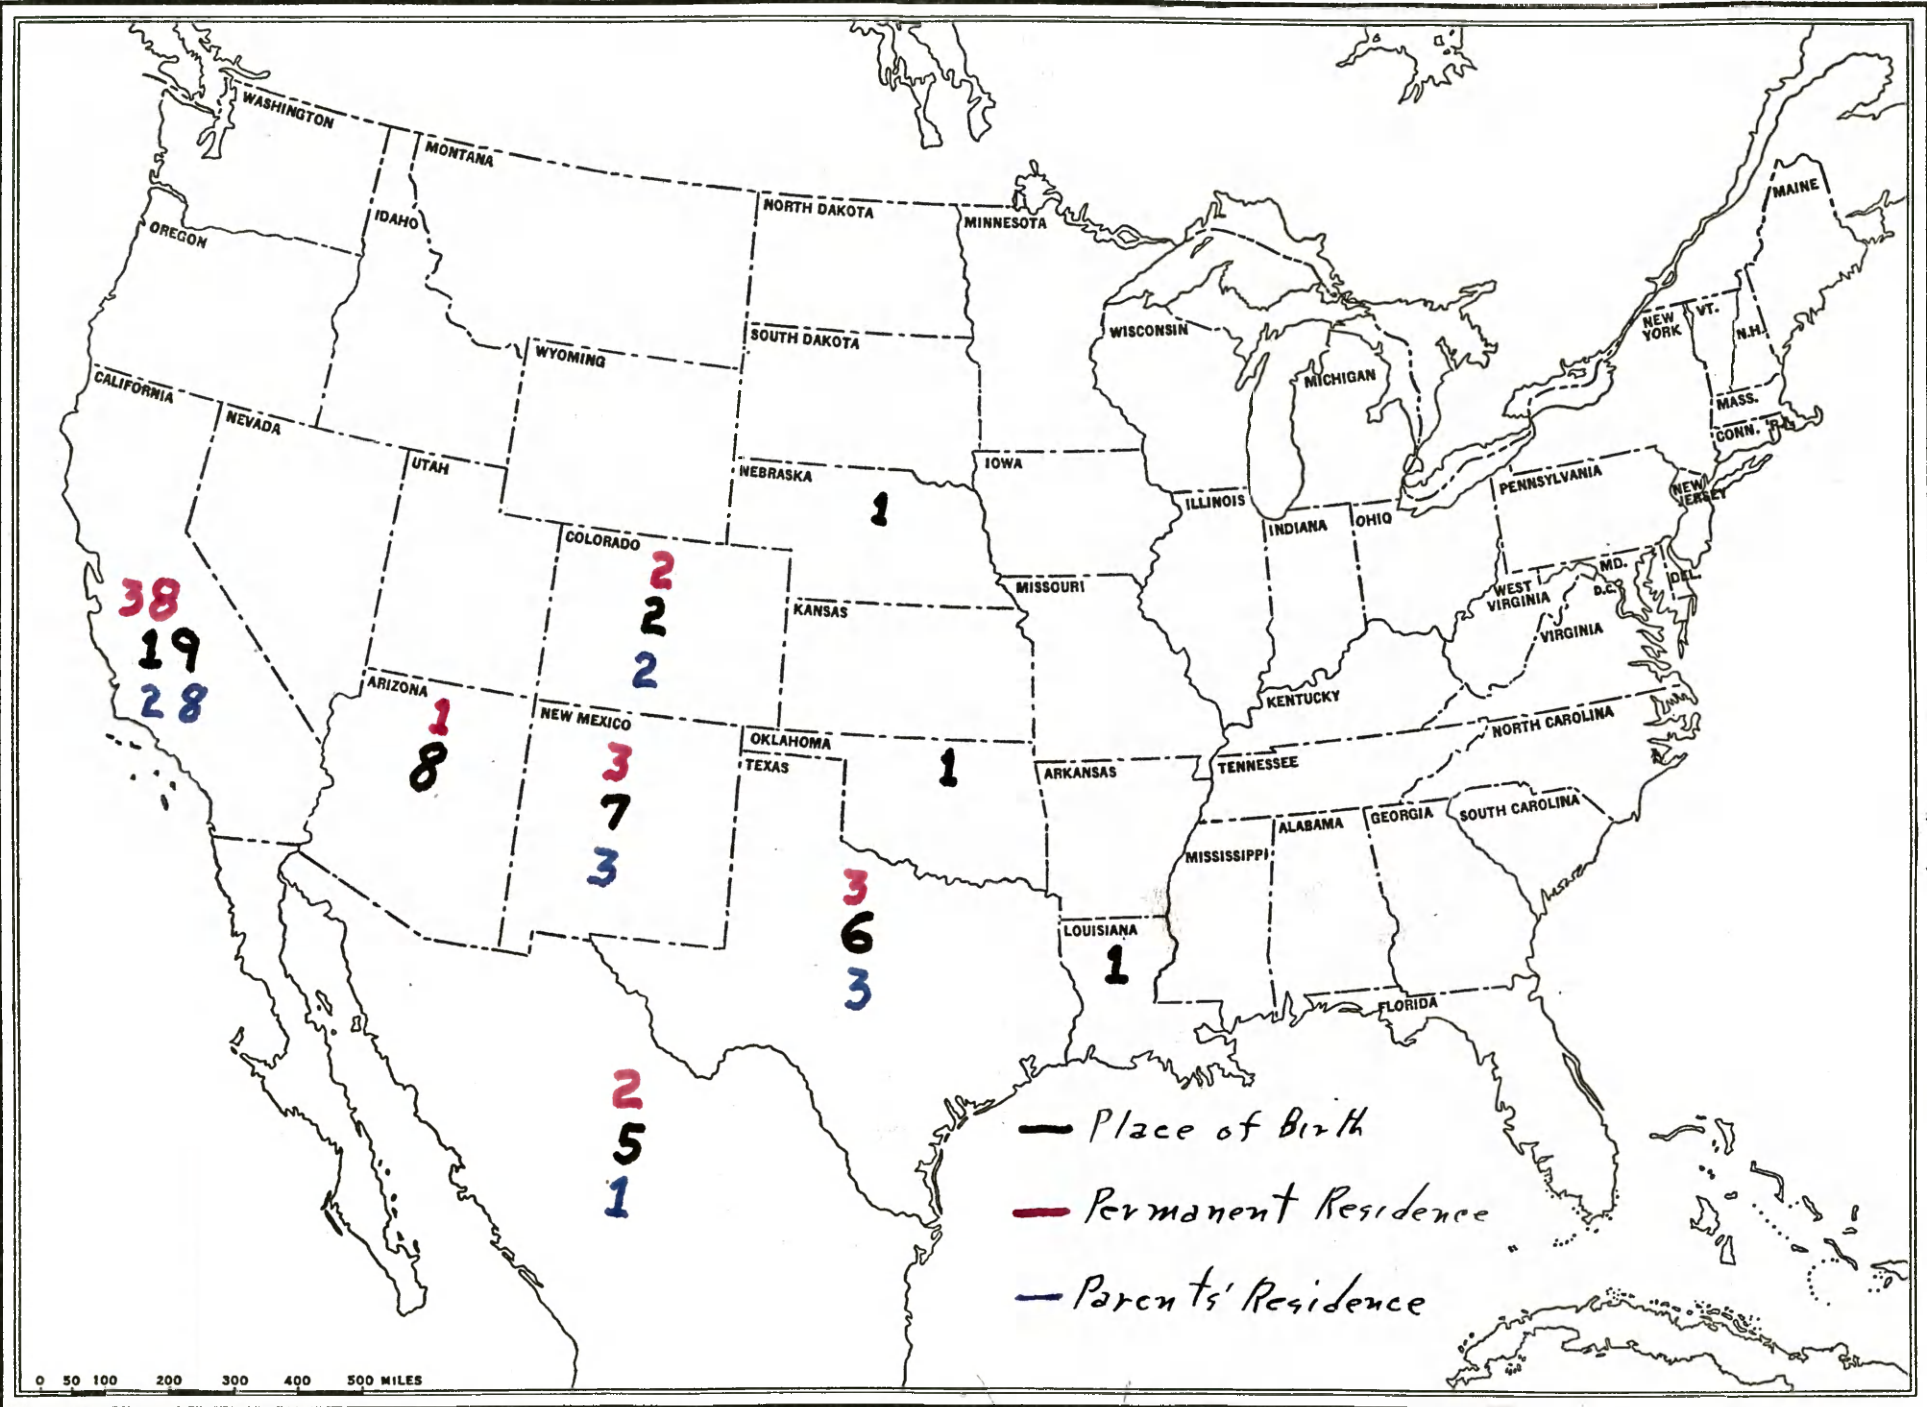 WASHINGTON
MONTANA
IDAHO
OREGON
NORTH DAKOTA
MINNESOTA
MAINE
CALIFORNIA
NEVADA
UTAH
WYOMING
SOUTH DAKOTA
WISCONSIN
MICHIGAN
NEW
YORK
VT.
N.H.
MASS.
CONN.
R.I.
NEBRASKA
1
IOWA
ILLINOIS
INDIANA
OHIO
PENNSYLVANIA
NEW
JERSEY
COLORADO
2
2
2
KANSAS
MISSOURI
WEST
VIRGINIA
MD.
D.C.
DEL.
VIRGINIA
38
19
28
ARIZONA
1
8
NEW MEXICO
3
7
3
OKLAHOMA
1
TEXAS
3
6
3
KENTUCKY
ARKANSAS
TENNESSEE
NORTH CAROLINA
SOUTH CAROLINA
MISSISSIPPI
ALABAMA
GEORGIA
LOUISIANA
1
FLORIDA
2
5
1
Place of Birth
Permanent Residence
Parents' Residence
0 50 100 200 300 400 500 MILES